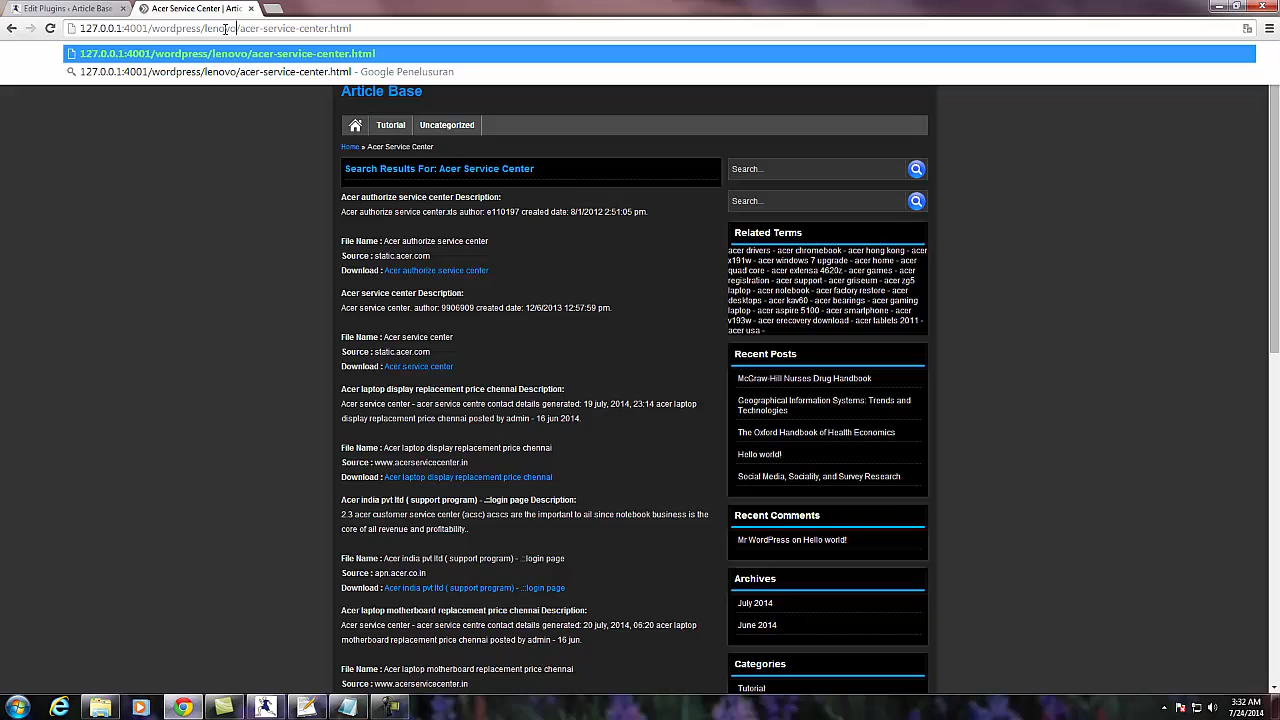 Edit Plugins ‹ Article Base
Acer Service Center | Artic
127.0.0.1:4001/wordpress/lenovo/acer-service-center.html
127.0.0.1:4001/wordpress/lenovo/acer-service-center.html
127.0.0.1:4001/wordpress/lenovo/acer-service-center.html - Google Penelusuran
Article Base
Tutorial
Uncategorized
Home » Acer Service Center
Search Results For: Acer Service Center
Acer authorize service center Description:
Acer authorize service center.xls author: e110197 created date: 8/1/2012 2:51:05 pm.
File Name : Acer authorize service center
Source : static.acer.com
Download : Acer authorize service center
Acer service center Description:
Acer service center. author: 9906909 created date: 12/6/2013 12:57:59 pm.
File Name : Acer service center
Source : static.acer.com
Download : Acer service center
Acer laptop display replacement price chennai Description:
Acer service center - acer service centre contact details generated: 19 july, 2014, 23:14 acer laptop
display replacement price chennai posted by admin - 16 jun 2014.
File Name : Acer laptop display replacement price chennai
Source : www.acerservicecenter.in
Download : Acer laptop display replacement price chennai
Acer india pvt ltd ( support program) - .::login page Description:
2.3 acer customer service center (acsc) acscs are the important to ail since notebook business is the
core of all revenue and profitability..
File Name : Acer india pvt ltd ( support program) - .::login page
Source : apn.acer.co.in
Download : Acer india pvt ltd ( support program) - .::login page
Acer laptop motherboard replacement price chennai Description:
Acer service center - acer service centre contact details generated: 20 july, 2014, 06:20 acer laptop
motherboard replacement price chennai posted by admin - 16 jun.
File Name : Acer laptop motherboard replacement price chennai
Source : www.acerservicecenter.in
Search...
Search...
Related Terms
acer drivers - acer chromebook - acer hong kong - acer
x191w - acer windows 7 upgrade - acer home - acer
quad core - acer extensa 4620z - acer games - acer
registration - acer support - acer griseum - acer zg5
laptop - acer notebook - acer factory restore - acer
desktops - acer kav60 - acer bearings - acer gaming
laptop - acer aspire 5100 - acer smartphone - acer
v193w - acer erecovery download - acer tablets 2011 -
acer usa -
Recent Posts
McGraw-Hill Nurses Drug Handbook
Geographical Information Systems: Trends and
Technologies
The Oxford Handbook of Health Economics
Hello world!
Social Media, Sociality, and Survey Research
Recent Comments
Mr WordPress on Hello world!
Archives
July 2014
June 2014
Categories
Tutorial
3:32 AM
7/24/2014